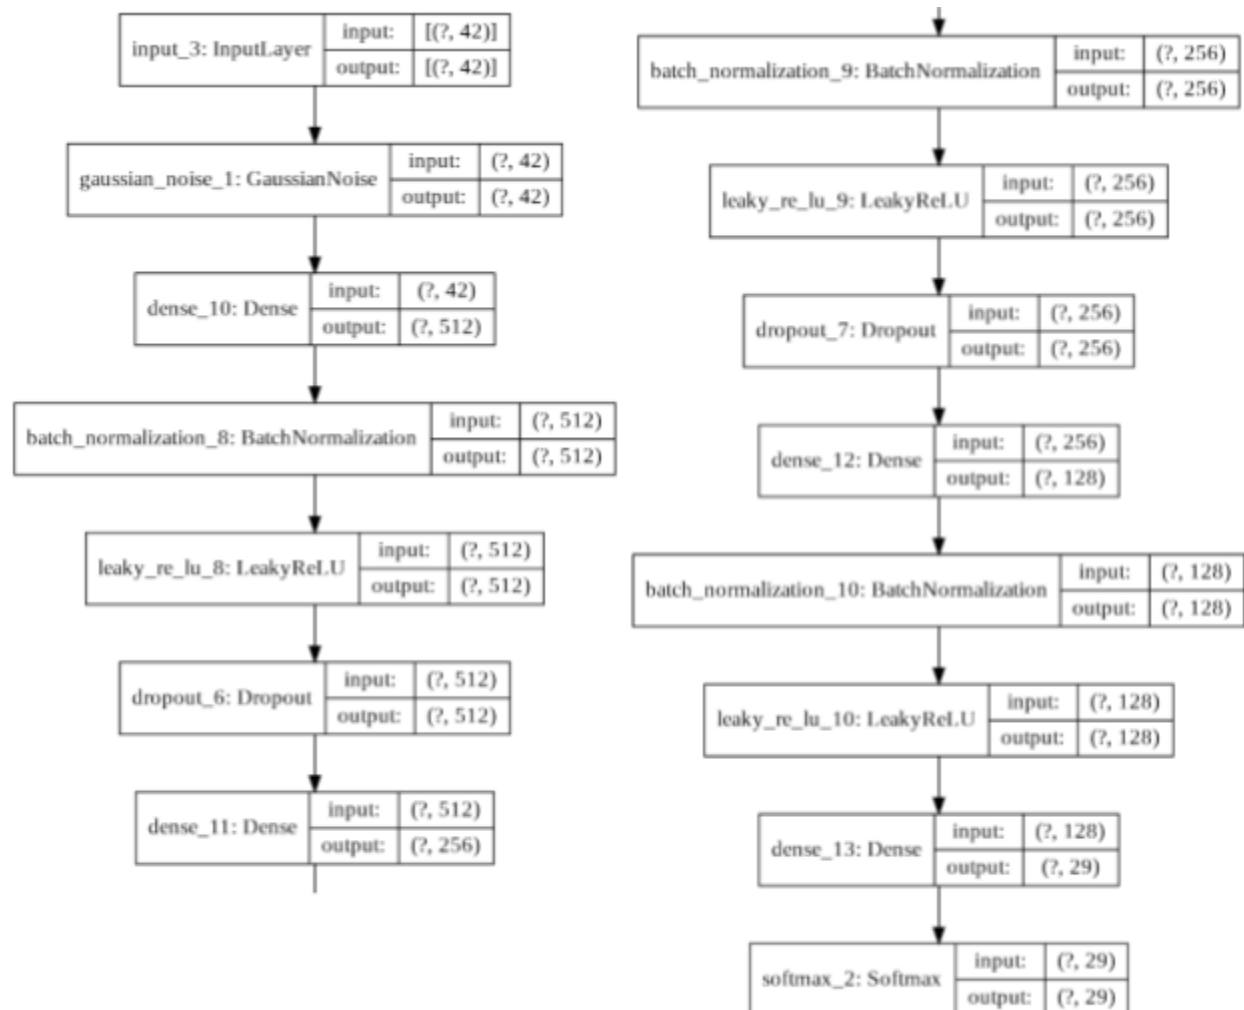 input_3: InputLayer input: [(?, 42)]
output: [(?, 42)]
gaussian_noise_1: GaussianNoise input: (?, 42)
output: (?, 42)
dense_10: Dense input: (?, 42)
output: (?, 512)
batch_normalization_8: BatchNormalization input: (?, 512)
output: (?, 512)
leaky_re_lu_8: LeakyReLU input: (?, 512)
output: (?, 512)
dropout_6: Dropout input: (?, 512)
output: (?, 512)
dense_11: Dense input: (?, 512)
output: (?, 256)
batch_normalization_9: BatchNormalization input: (?, 256)
output: (?, 256)
leaky_re_lu_9: LeakyReLU input: (?, 256)
output: (?, 256)
dropout_7: Dropout input: (?, 256)
output: (?, 256)
dense_12: Dense input: (?, 256)
output: (?, 128)
batch_normalization_10: BatchNormalization input: (?, 128)
output: (?, 128)
leaky_re_lu_10: LeakyReLU input: (?, 128)
output: (?, 128)
dense_13: Dense input: (?, 128)
output: (?, 29)
softmax_2: Softmax input: (?, 29)
output: (?, 29)